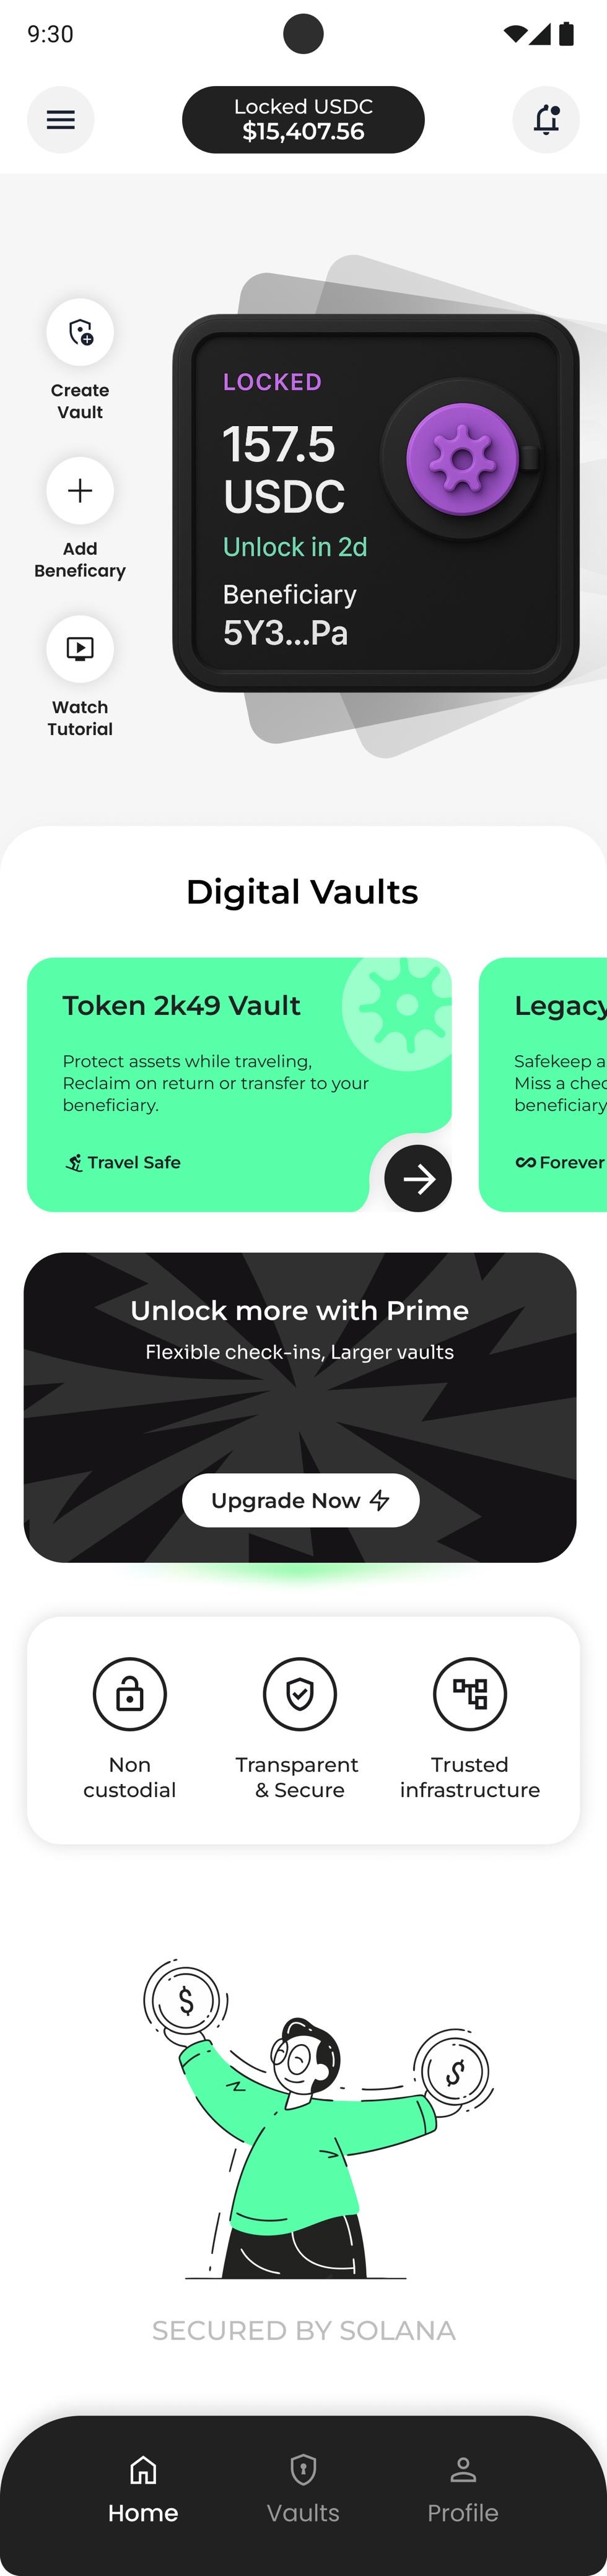 9:30
Locked USDC
$15,407.56
Create
Vault
Add
Beneficary
Watch
Tutorial
LOCKED
157.5
USDC
Unlock in 2d
Beneficiary
5Y3...Pa
Digital Vaults
Token 2k49 Vault
Protect assets while traveling,
Reclaim on return or transfer to your
beneficiary.
Travel Safe
Legacy
Safekeep a
Miss a chec
beneficiary
Forever
Unlock more with Prime
Flexible check-ins, Larger vaults
Upgrade Now
Non
custodial
Transparent
& Secure
Trusted
infrastructure
$
$
SECURED BY SOLANA
Home
Vaults
Profile